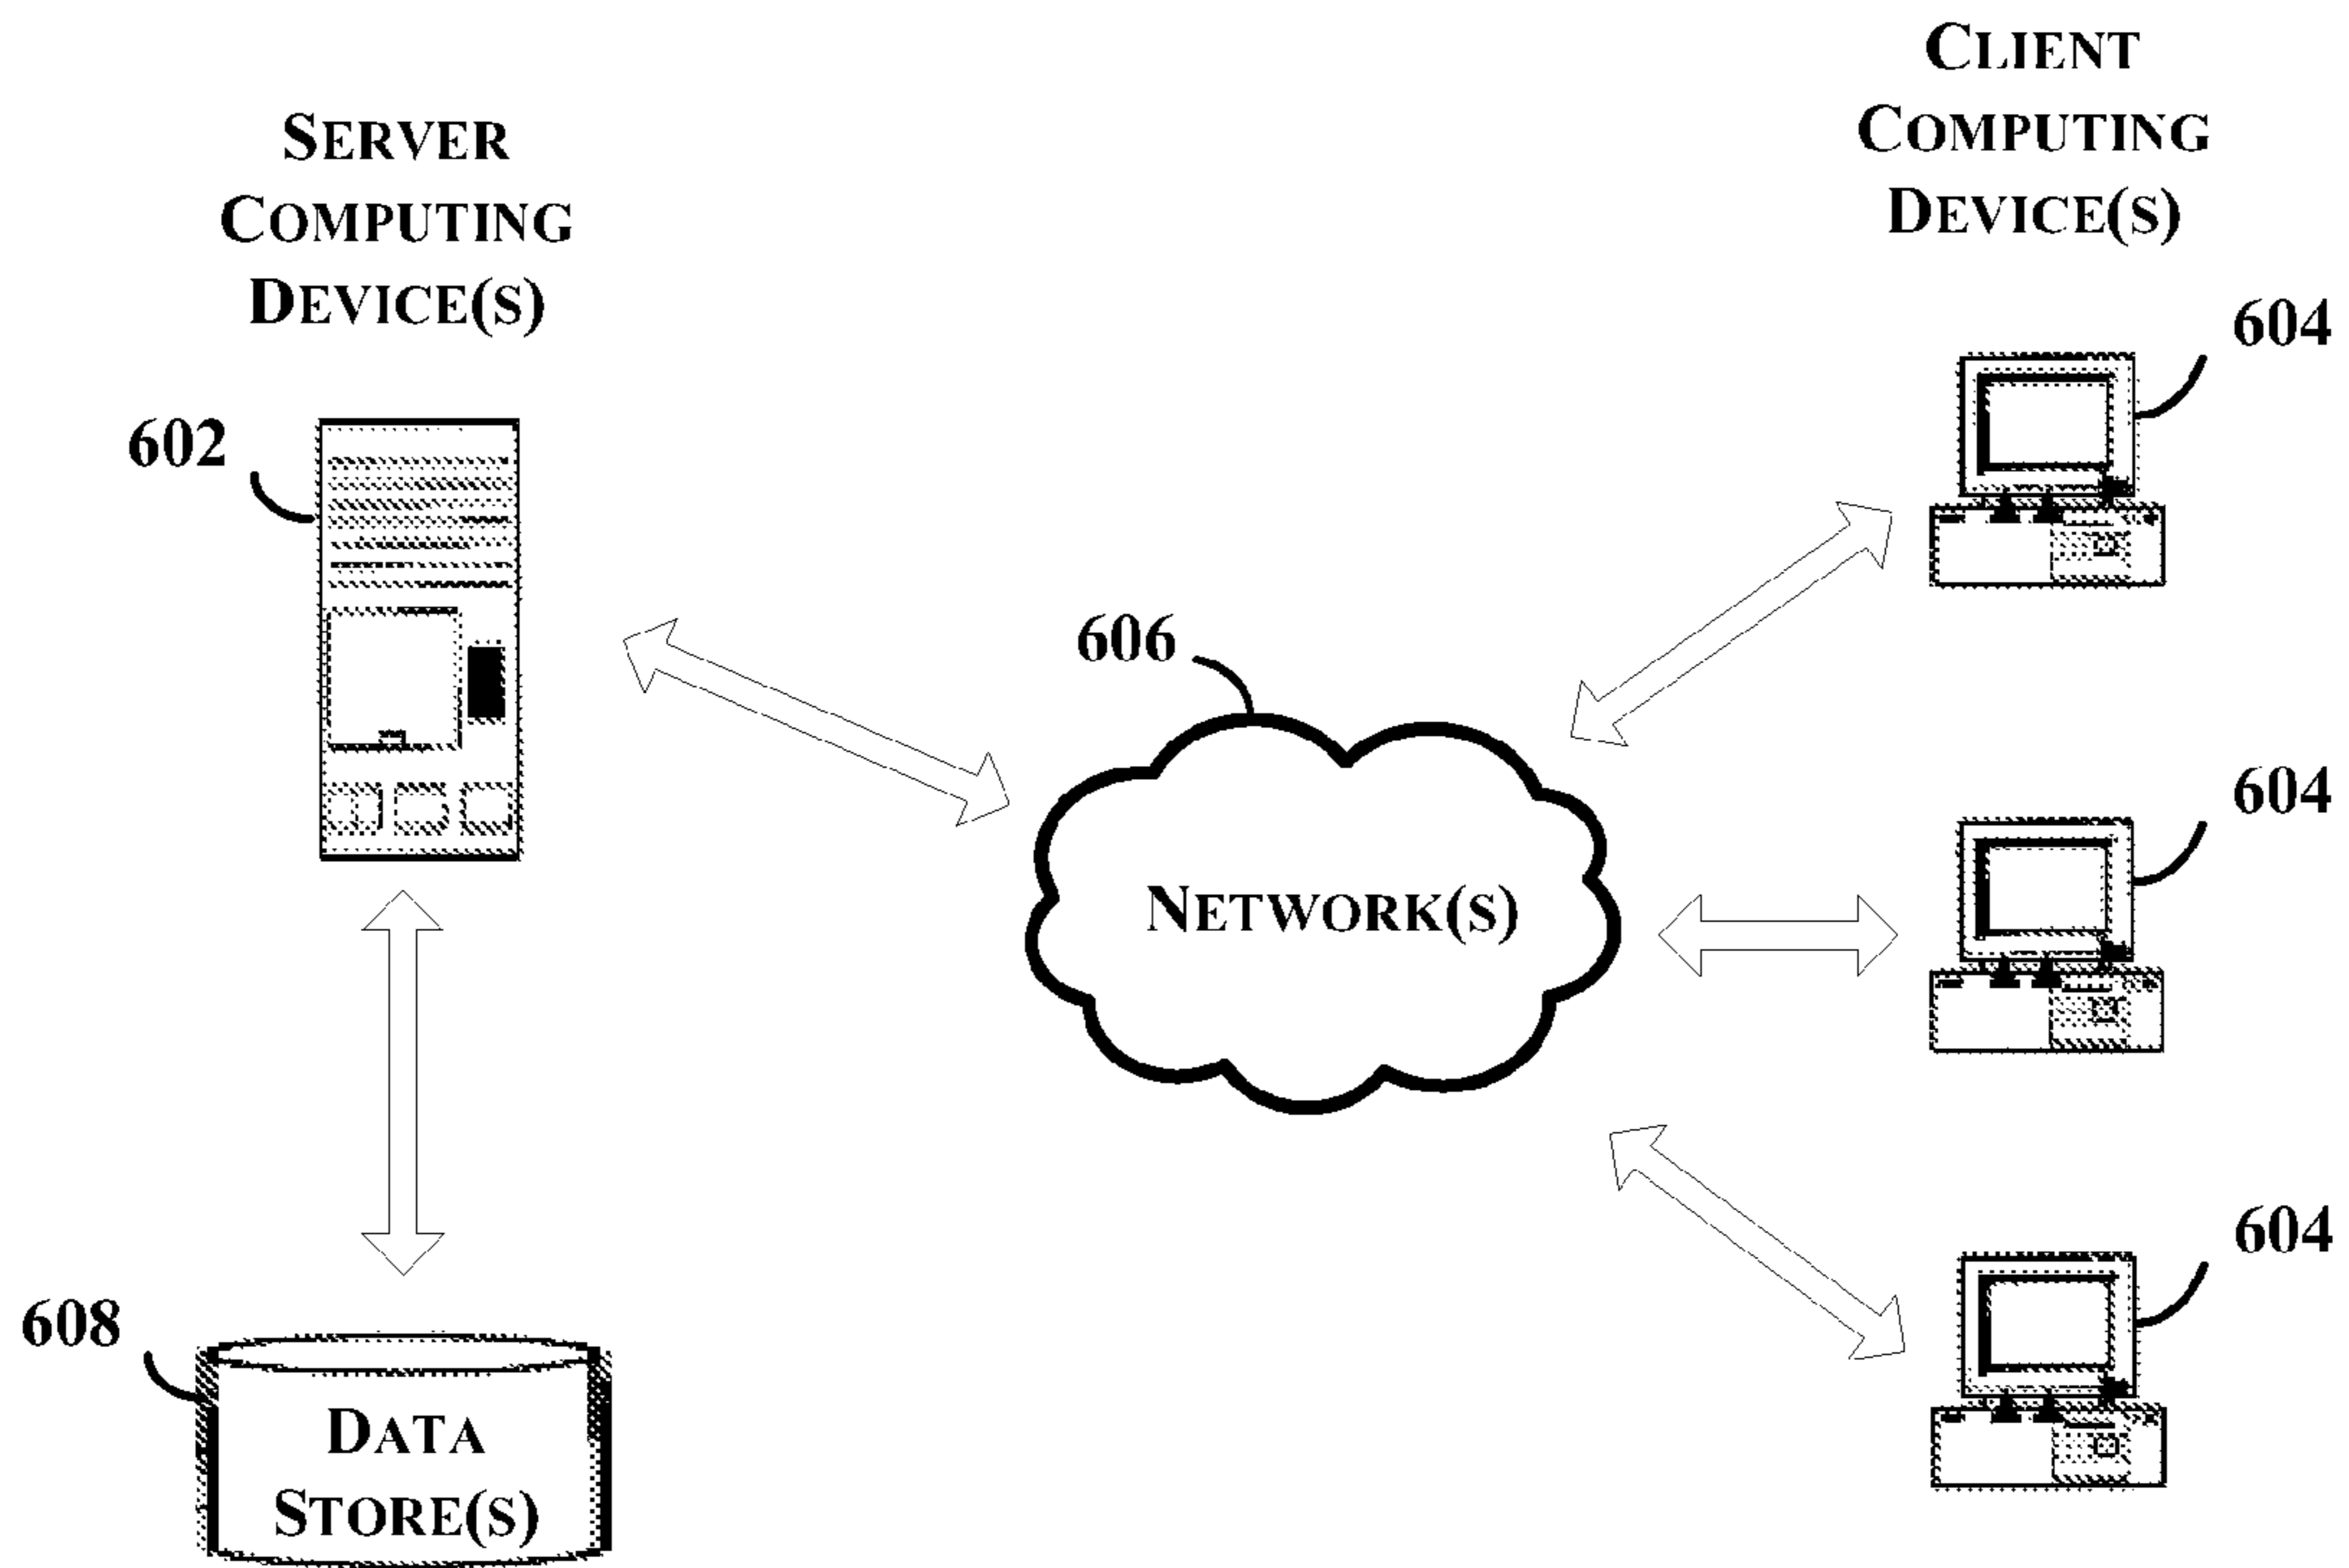 SERVER
COMPUTING
DEVICE(S)
CLIENT
COMPUTING
DEVICE(S)
602
604
606
604
NETWORK(S)
604
608
DATA
STORE(S)